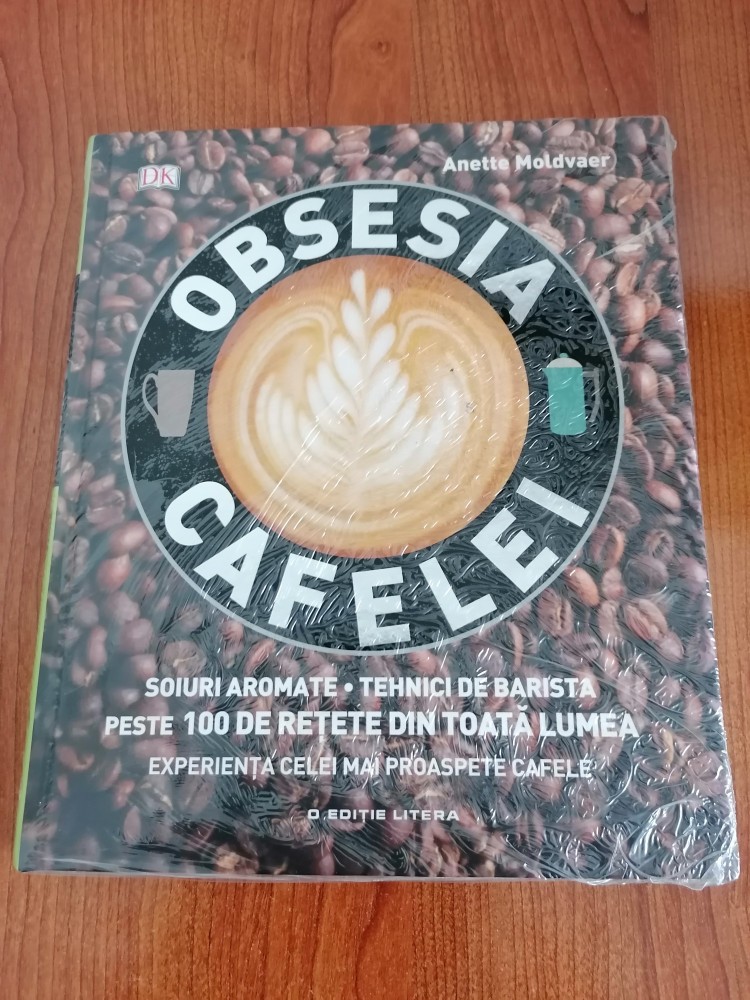 DK
Anette Moldvaer
OBSESIA
CAFELEI
SOIURI AROMATE • TEHNICI DE BARISTA
PESTE 100 DE REȚETE DIN TOATĂ LUMEA
EXPERIENȚA CELEI MAI PROASPETE CAFELE
O EDIȚIE LITERA